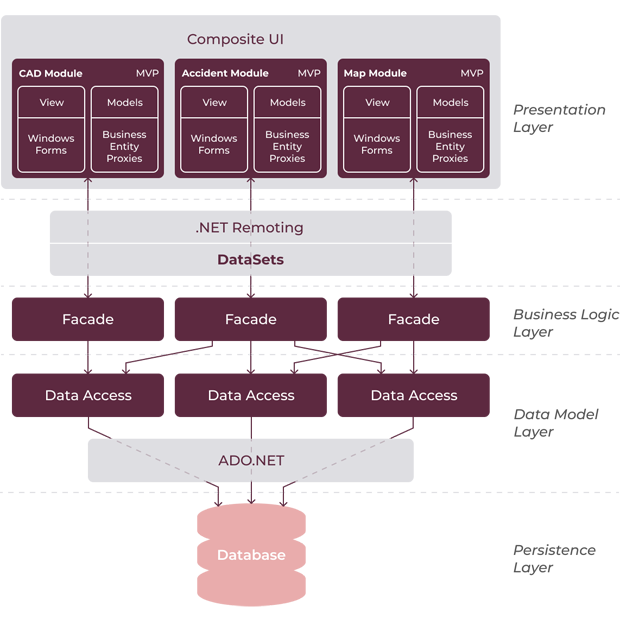 Composite UI
CAD Module MVP
View
Models
Windows
Forms
Business
Entity
Proxies
Accident Module MVP
View
Models
Windows
Forms
Business
Entity
Proxies
Map Module MVP
View
Models
Windows
Forms
Business
Entity
Proxies
Presentation
Layer
.NET Remoting
DataSets
Facade
Facade
Facade
Business Logic
Layer
Data Access
Data Access
Data Access
Data Model
Layer
ADO.NET
Database
Persistence
Layer